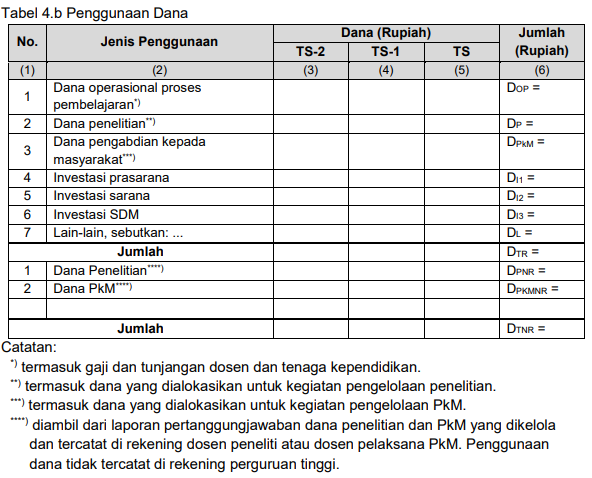 Tabel 4.b Penggunaan Dana
No. Jenis Penggunaan Dana (Rupiah) Jumlah (Rupiah)
TS-2 TS-1 TS
(1) (2) (3) (4) (5) (6)
1 Dana operasional proses pembelajaran*) DOP =
2 Dana penelitian**) DP =
3 Dana pengabdian kepada masyarakat***) DPkM =
4 Investasi prasarana DI1 =
5 Investasi sarana DI2 =
6 Investasi SDM DI3 =
7 Lain-lain, sebutkan: ... DL =
Jumlah DTR =
1 Dana Penelitian****) DPNR =
2 Dana PkM****) DPKMNR =
Jumlah DTNR =
Catatan:
*) termasuk gaji dan tunjangan dosen dan tenaga kependidikan.
**) termasuk dana yang dialokasikan untuk kegiatan pengelolaan penelitian.
***) termasuk dana yang dialokasikan untuk kegiatan pengelolaan PkM.
****) diambil dari laporan pertanggungjawaban dana penelitian dan PkM yang dikelola
dan tercatat di rekening dosen peneliti atau dosen pelaksana PkM. Penggunaan
dana tidak tercatat di rekening perguruan tinggi.